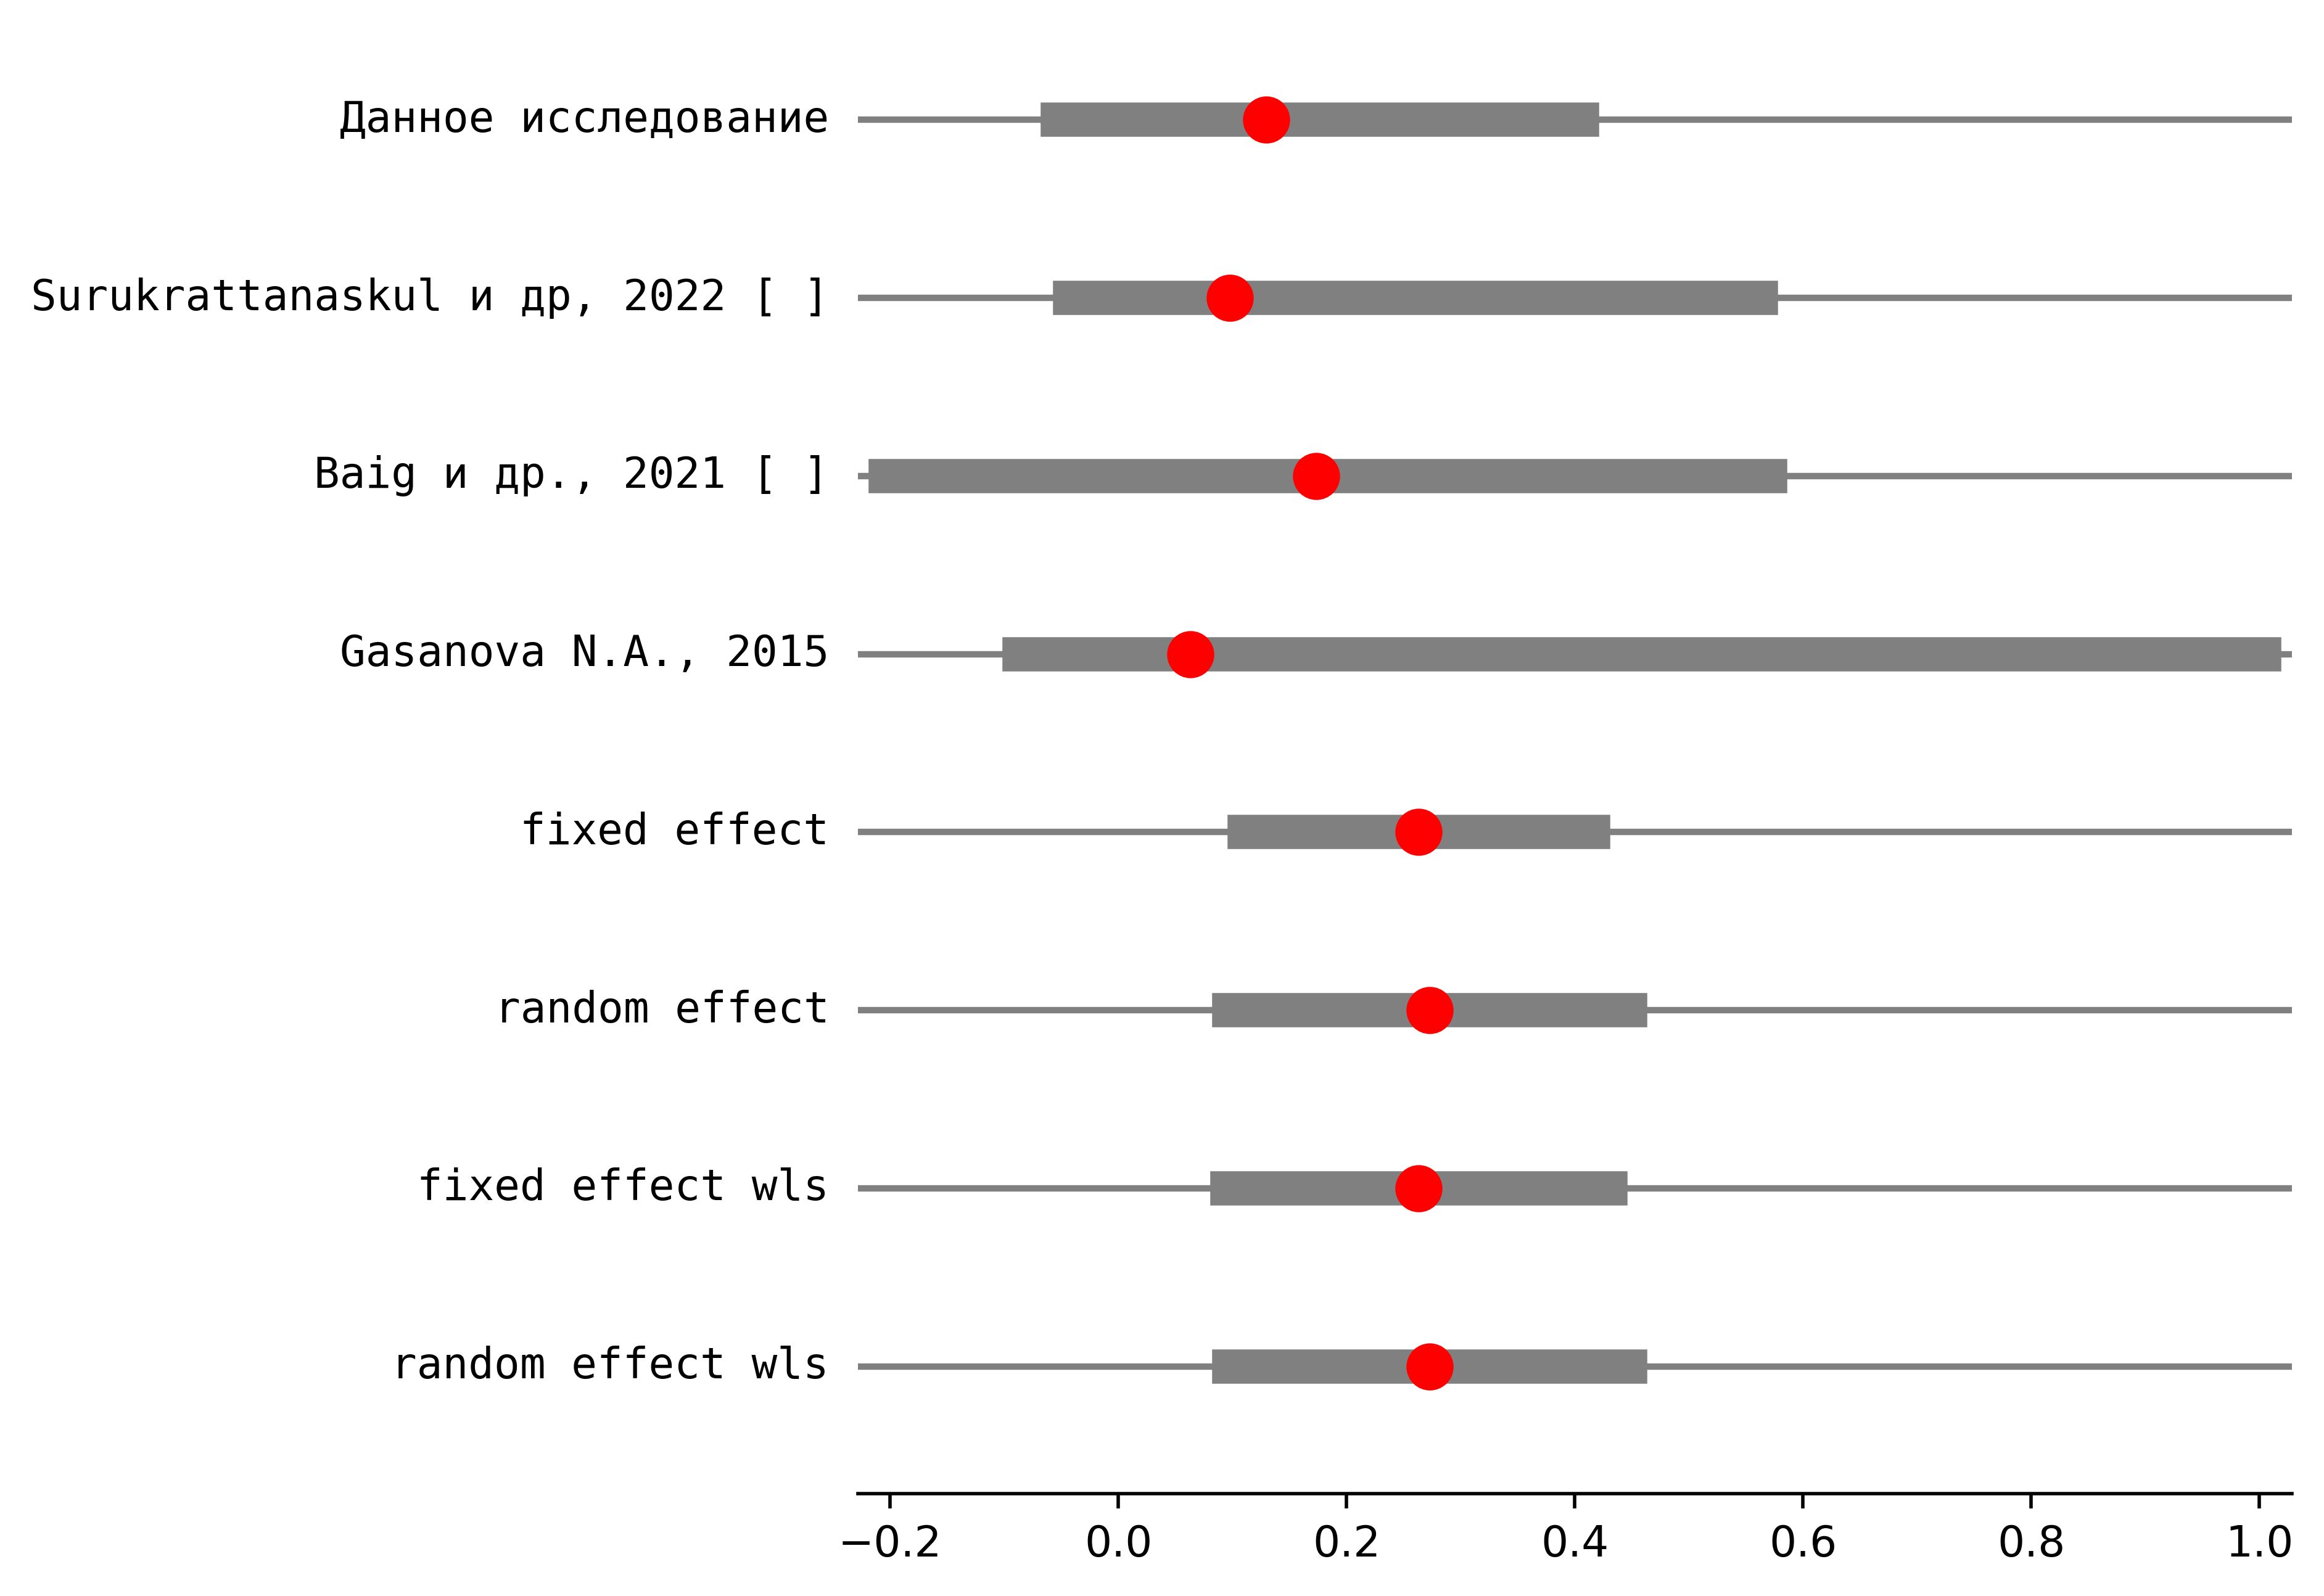 Данное исследование
Surukrattanaskul и др, 2022 [ ]
Baig и др., 2021 [ ]
Gasanova N.A., 2015
fixed effect
random effect
fixed effect wls
random effect wls
−0.2 0.0 0.2 0.4 0.6 0.8 1.0